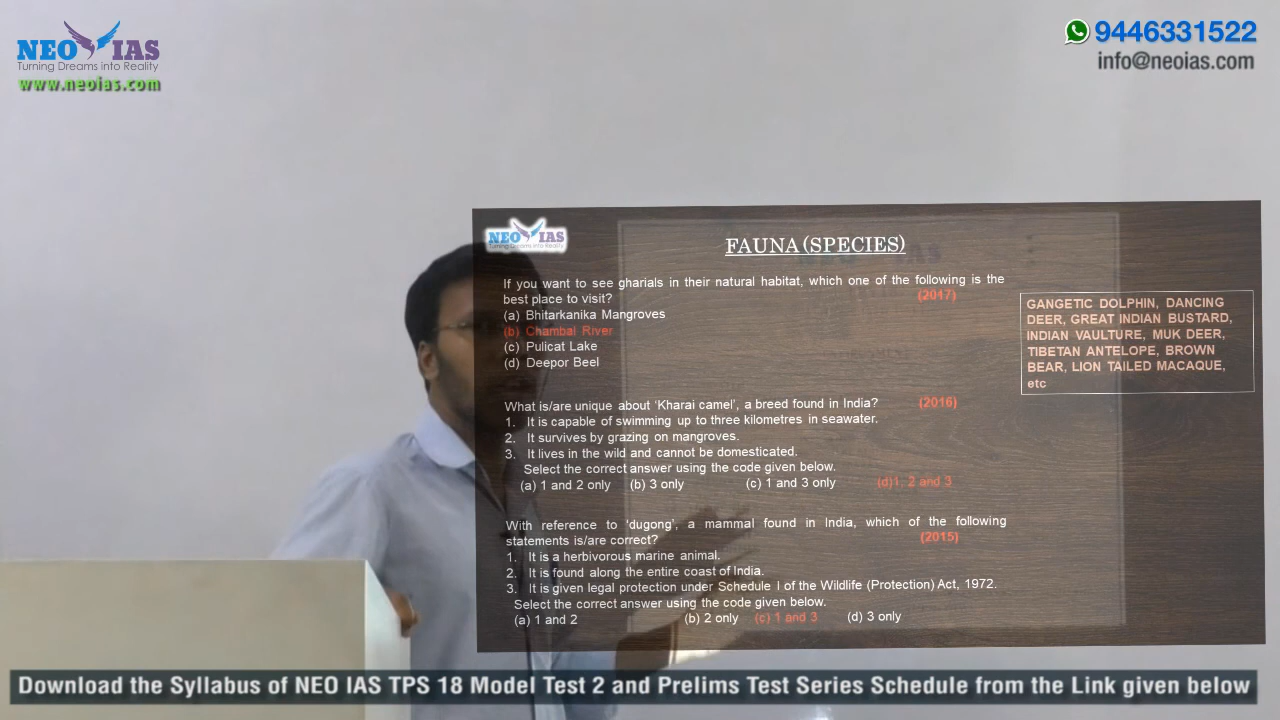 NEO IAS
Turning Dreams into Reality
www.neoias.com
9446331522
info@neoias.com
NEO IAS
Turning Dreams into Reality
FAUNA (SPECIES)
If you want to see gharials in their natural habitat, which one of the following is the
best place to visit? (2017)
(a) Bhitarkanika Mangroves
(b) Chambal River
(c) Pulicat Lake
(d) Deepor Beel
What is/are unique about ‘Kharai camel’, a breed found in India? (2016)
1. It is capable of swimming up to three kilometres in seawater.
2. It survives by grazing on mangroves.
3. It lives in the wild and cannot be domesticated.
Select the correct answer using the code given below.
(a) 1 and 2 only (b) 3 only (c) 1 and 3 only (d)1, 2 and 3
With reference to ‘dugong’, a mammal found in India, which of the following
statements is/are correct? (2015)
1. It is a herbivorous marine animal.
2. It is found along the entire coast of India.
3. It is given legal protection under Schedule I of the Wildlife (Protection) Act, 1972.
Select the correct answer using the code given below.
(a) 1 and 2 (b) 2 only (c) 1 and 3 (d) 3 only
GANGETIC DOLPHIN, DANCING
DEER, GREAT INDIAN BUSTARD,
INDIAN VAULTURE, MUK DEER,
TIBETAN ANTELOPE, BROWN
BEAR, LION TAILED MACAQUE,
etc
Download the Syllabus of NEO IAS TPS 18 Model Test 2 and Prelims Test Series Schedule from the Link given below